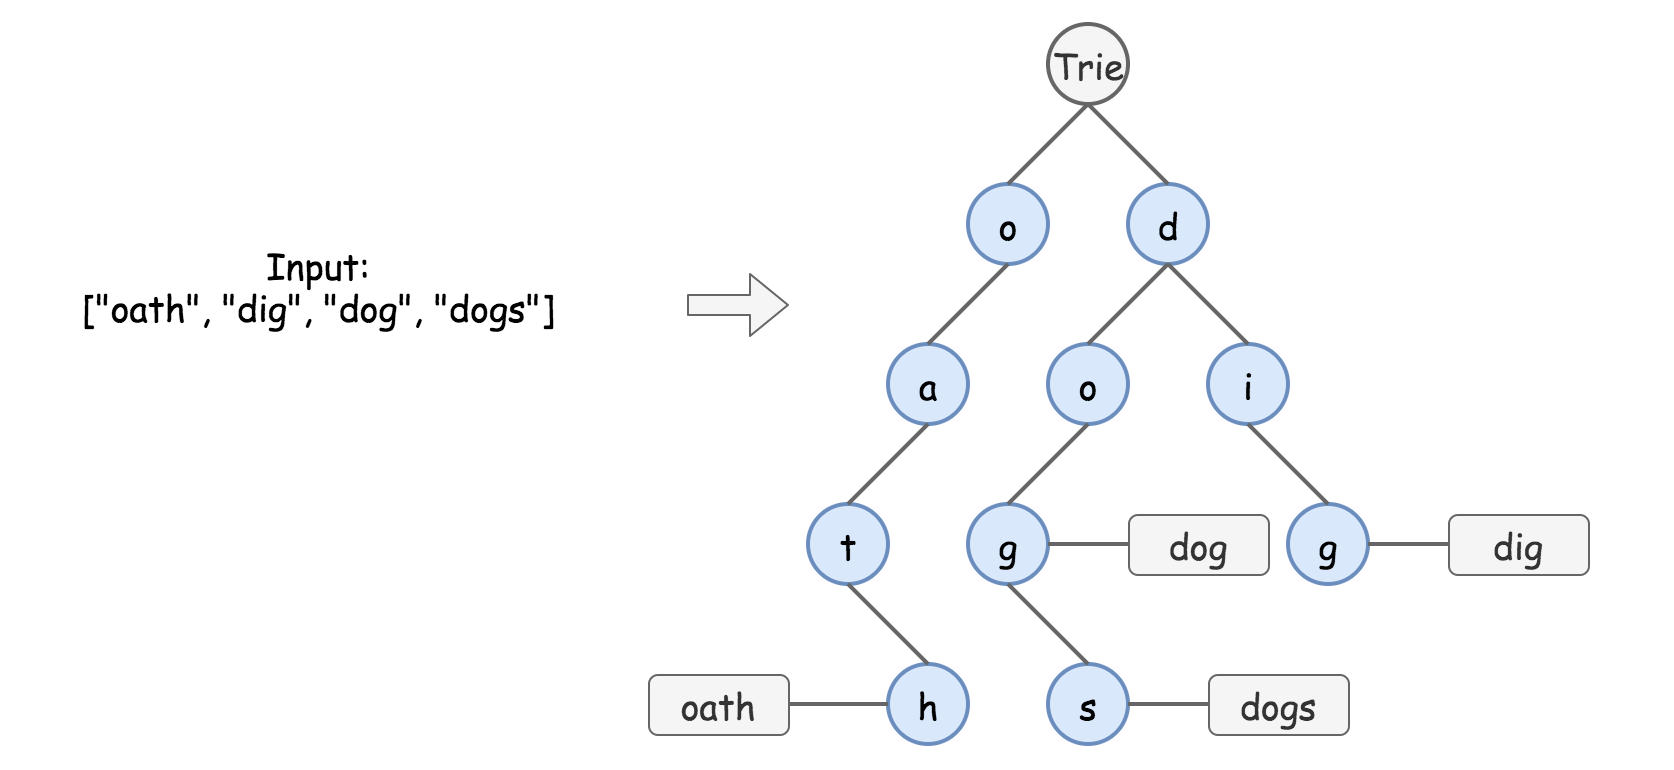 Trie
o
d
Input:
["oath", "dig", "dog", "dogs"]
a
o
i
t
g
dog
g
dig
oath
h
s
dogs